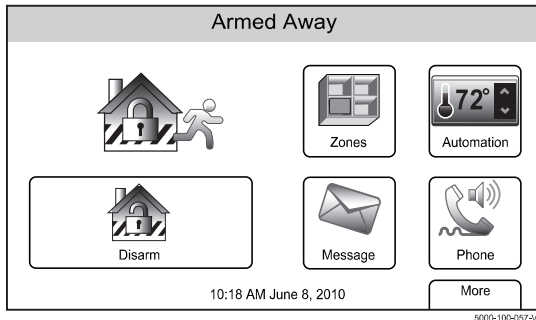 Armed Away
72°
Zones
Automation
Disarm
Message
Phone
10:18 AM June 8, 2010
More